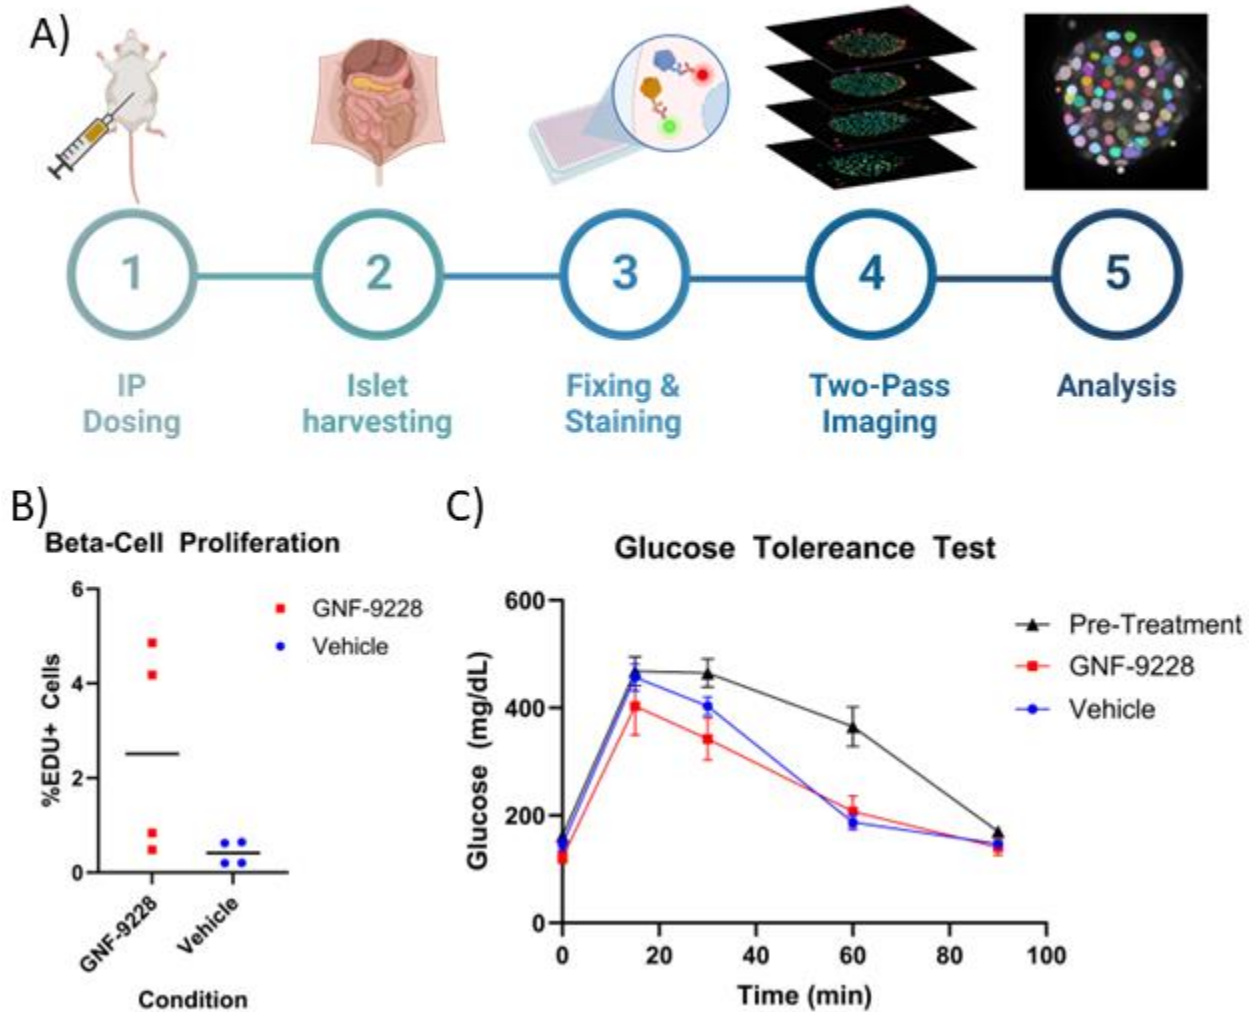 A)
1
2
3
4
5
IP
Dosing
Islet
harvesting
Fixing &
Staining
Two-Pass
Imaging
Analysis
B)
Beta-Cell Proliferation
6
4
2
0
%EDU+ Cells
GNF-9228
Vehicle
GNF-9228
Vehicle
Condition
C)
Glucose Tolereance Test
600
400
200
0
Glucose (mg/dL)
0 20 40 60 80 100
Time (min)
Pre-Treatment
GNF-9228
Vehicle